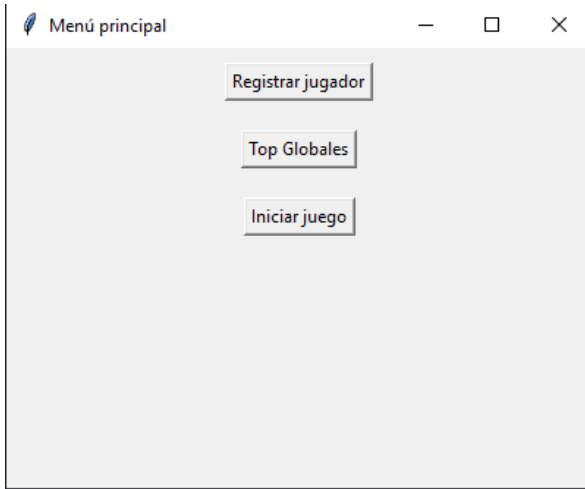 Menú principal
Registrar jugador
Top Globales
Iniciar juego